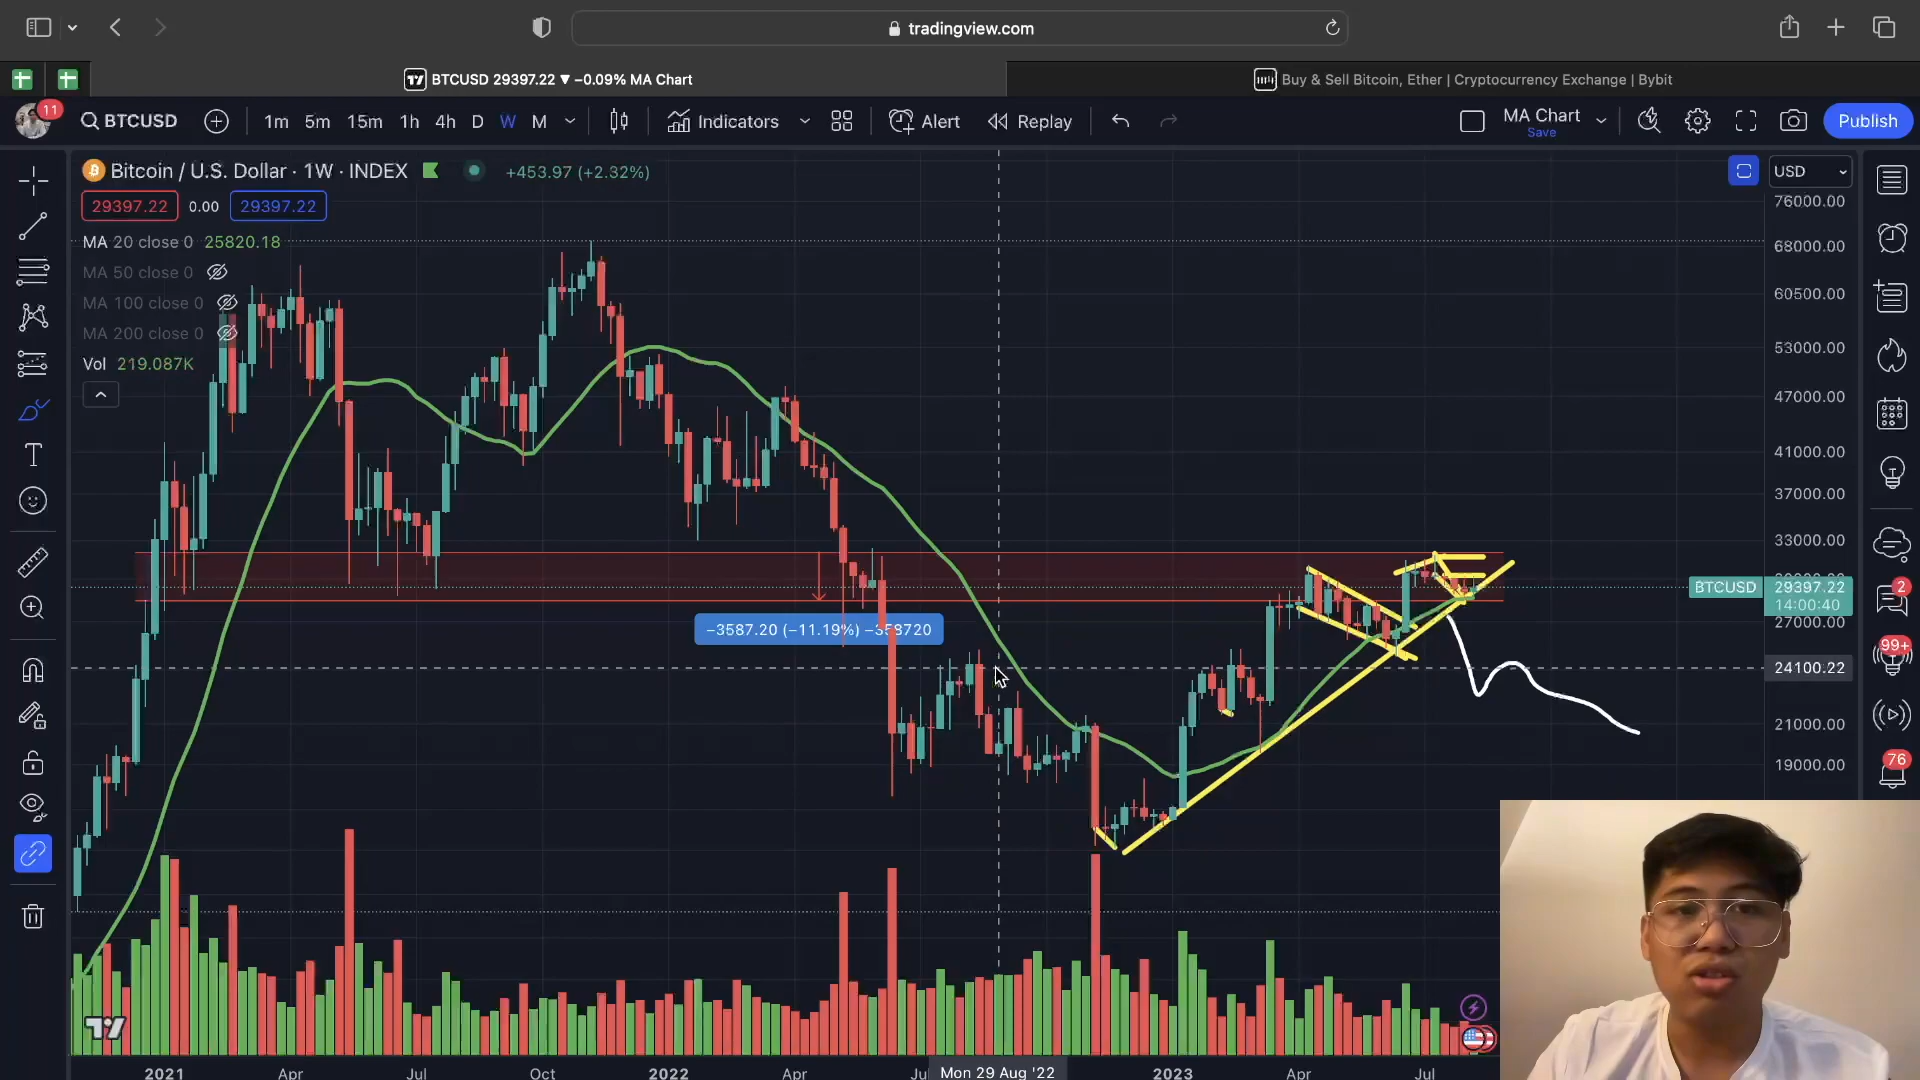 tradingview.com
BTCUSD 29397.22 ▼ −0.09% MA Chart
Buy & Sell Bitcoin, Ether | Cryptocurrency Exchange | Bybit
11
BTCUSD
1m 5m 15m 1h 4h D W M
Indicators
Alert
Replay
MA Chart
Save
Publish
Bitcoin / U.S. Dollar · 1W · INDEX
+453.97 (+2.32%)
USD
29397.22 0.00 29397.22
MA 20 close 0 25820.18
MA 50 close 0
MA 100 close 0
MA 200 close 0
Vol 219.087K
76000.00
68000.00
60500.00
53000.00
47000.00
41000.00
37000.00
33000.00
BTCUSD 29397.22
14:00:40
27000.00
24100.22
21000.00
19000.00
−3587.20 (−11.19%) −358720
2
99+
76
2021 Apr Jul Oct 2022 Apr Mon 29 Aug '22 2023 Apr Jul